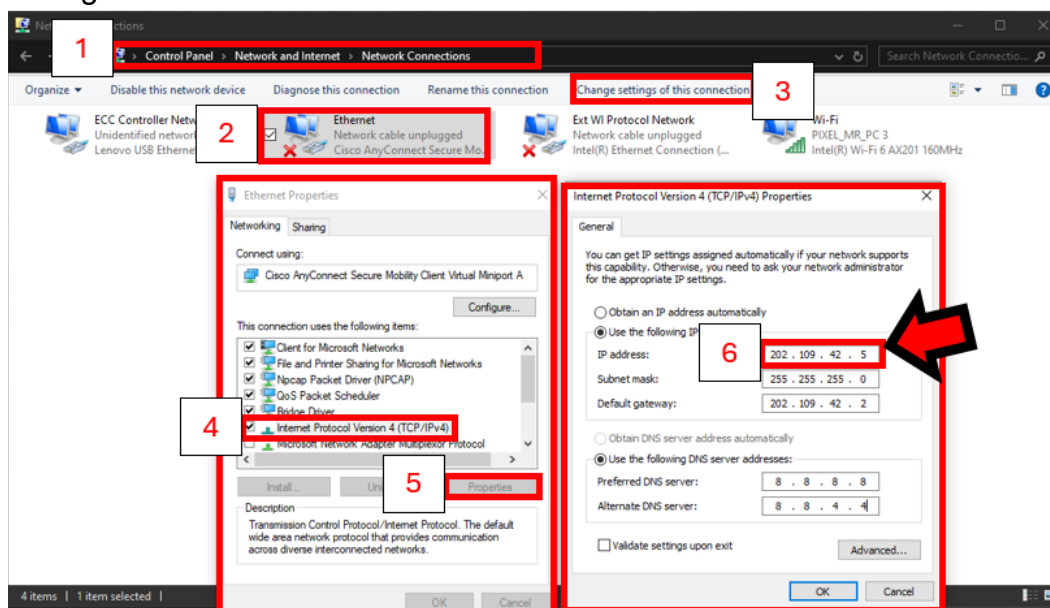 1
Control Panel > Network and Internet > Network Connections
Search Network Connectio...
Organize Disable this network device Diagnose this connection Rename this connection Change settings of this connection
3
ECC Controller Netw
Unidentified networ
Lenovo USB Etherne
2
Ethernet
Network cable unplugged
Cisco AnyConnect Secure Mo...
Ext WI Protocol Network
Network cable unplugged
Intel(R) Ethernet Connection (...
Wi-Fi
PIXEL_MR_PC 3
Intel(R) Wi-Fi 6 AX201 160MHz
Ethernet Properties
Networking Sharing
Connect using:
Cisco AnyConnect Secure Mobility Client Virtual Miniport A
Configure...
This connection uses the following items:
Client for Microsoft Networks
File and Printer Sharing for Microsoft Networks
Npcap Packet Driver (NPCAP)
QoS Packet Scheduler
Bridge Driver
4
Internet Protocol Version 4 (TCP/IPv4)
Microsoft Network Adapter Multiplexor Protocol
Install...
5
Properties
Description
Transmission Control Protocol/Internet Protocol. The default
wide area network protocol that provides communication
across diverse interconnected networks.
OK Cancel
Internet Protocol Version 4 (TCP/IPv4) Properties
General
You can get IP settings assigned automatically if your network supports
this capability. Otherwise, you need to ask your network administrator
for the appropriate IP settings.
Obtain an IP address automatically
Use the following IP
6
IP address: 202 . 109 . 42 . 5
Subnet mask: 255 . 255 . 255 . 0
Default gateway: 202 . 109 . 42 . 2
Obtain DNS server address automatically
Use the following DNS server addresses:
Preferred DNS server: 8 . 8 . 8 . 8
Alternate DNS server: 8 . 8 . 4 . 4
Validate settings upon exit
Advanced...
OK Cancel
4 items | 1 item selected |